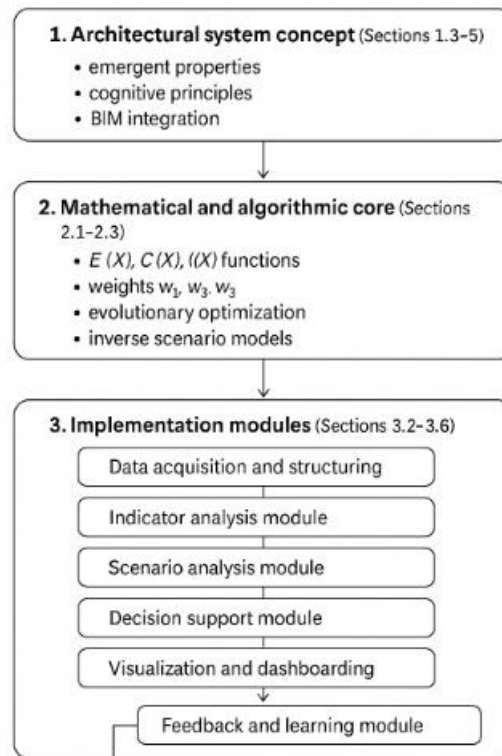 1. Architectural system concept (Sections 1.3–5)
• emergent properties
• cognitive principles
• BIM integration
2. Mathematical and algorithmic core (Sections
2.1–2.3)
• E (X), C (X), ((X) functions
• weights w₁, w₃. w₃
• evolutionary optimization
• inverse scenario models
3. Implementation modules (Sections 3.2–3.6)
Data acquisition and structuring
Indicator analysis module
Scenario analysis module
Decision support module
Visualization and dashboarding
Feedback and learning module